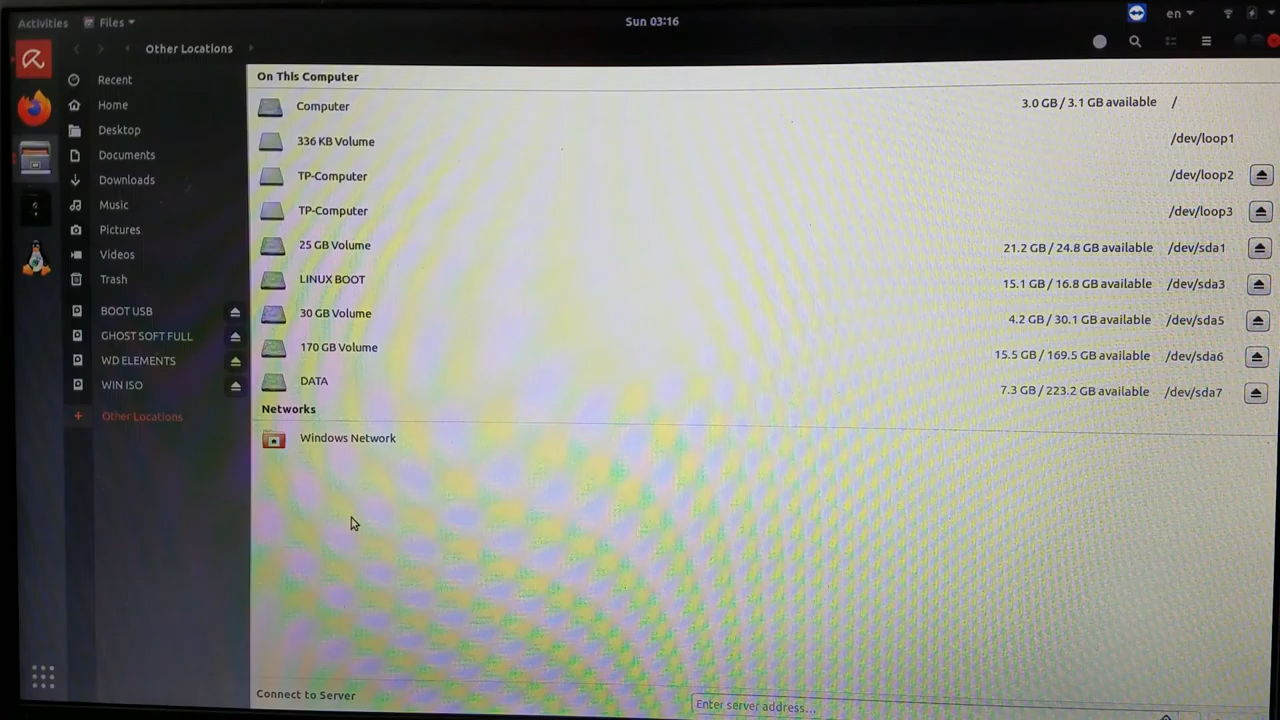 Activities Files Sun 03:16 en
Other Locations
Recent
Home
Desktop
Documents
Downloads
Music
Pictures
Videos
Trash
BOOT USB
GHOST SOFT FULL
WD ELEMENTS
WIN ISO
+ Other Locations
On This Computer
Computer 3.0 GB / 3.1 GB available /
336 KB Volume /dev/loop1
TP-Computer /dev/loop2
TP-Computer /dev/loop3
25 GB Volume 21.2 GB / 24.8 GB available /dev/sda1
LINUX BOOT 15.1 GB / 16.8 GB available /dev/sda3
30 GB Volume 4.2 GB / 30.1 GB available /dev/sda5
170 GB Volume 15.5 GB / 169.5 GB available /dev/sda6
DATA 7.3 GB / 223.2 GB available /dev/sda7
Networks
Windows Network
Connect to Server Enter server address...